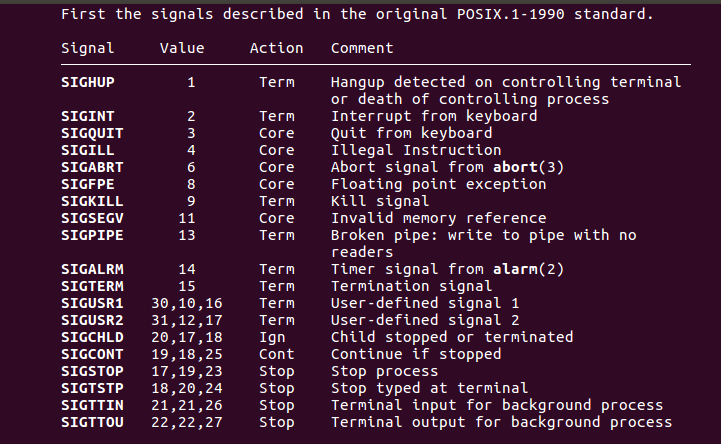 First the signals described in the original POSIX.1-1990 standard.
Signal Value Action Comment
SIGHUP 1 Term Hangup detected on controlling terminal
or death of controlling process
SIGINT 2 Term Interrupt from keyboard
SIGQUIT 3 Core Quit from keyboard
SIGILL 4 Core Illegal Instruction
SIGABRT 6 Core Abort signal from abort(3)
SIGFPE 8 Core Floating point exception
SIGKILL 9 Term Kill signal
SIGSEGV 11 Core Invalid memory reference
SIGPIPE 13 Term Broken pipe: write to pipe with no
readers
SIGALRM 14 Term Timer signal from alarm(2)
SIGTERM 15 Term Termination signal
SIGUSR1 30,10,16 Term User-defined signal 1
SIGUSR2 31,12,17 Term User-defined signal 2
SIGCHLD 20,17,18 Ign Child stopped or terminated
SIGCONT 19,18,25 Cont Continue if stopped
SIGSTOP 17,19,23 Stop Stop process
SIGTSTP 18,20,24 Stop Stop typed at terminal
SIGTTIN 21,21,26 Stop Terminal input for background process
SIGTTOU 22,22,27 Stop Terminal output for background process